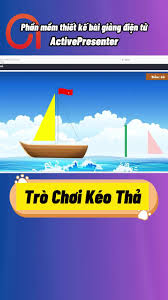 Phần mềm thiết kế bài giảng điện tử
ActivePresenter
Trò Chơi Kéo Thả